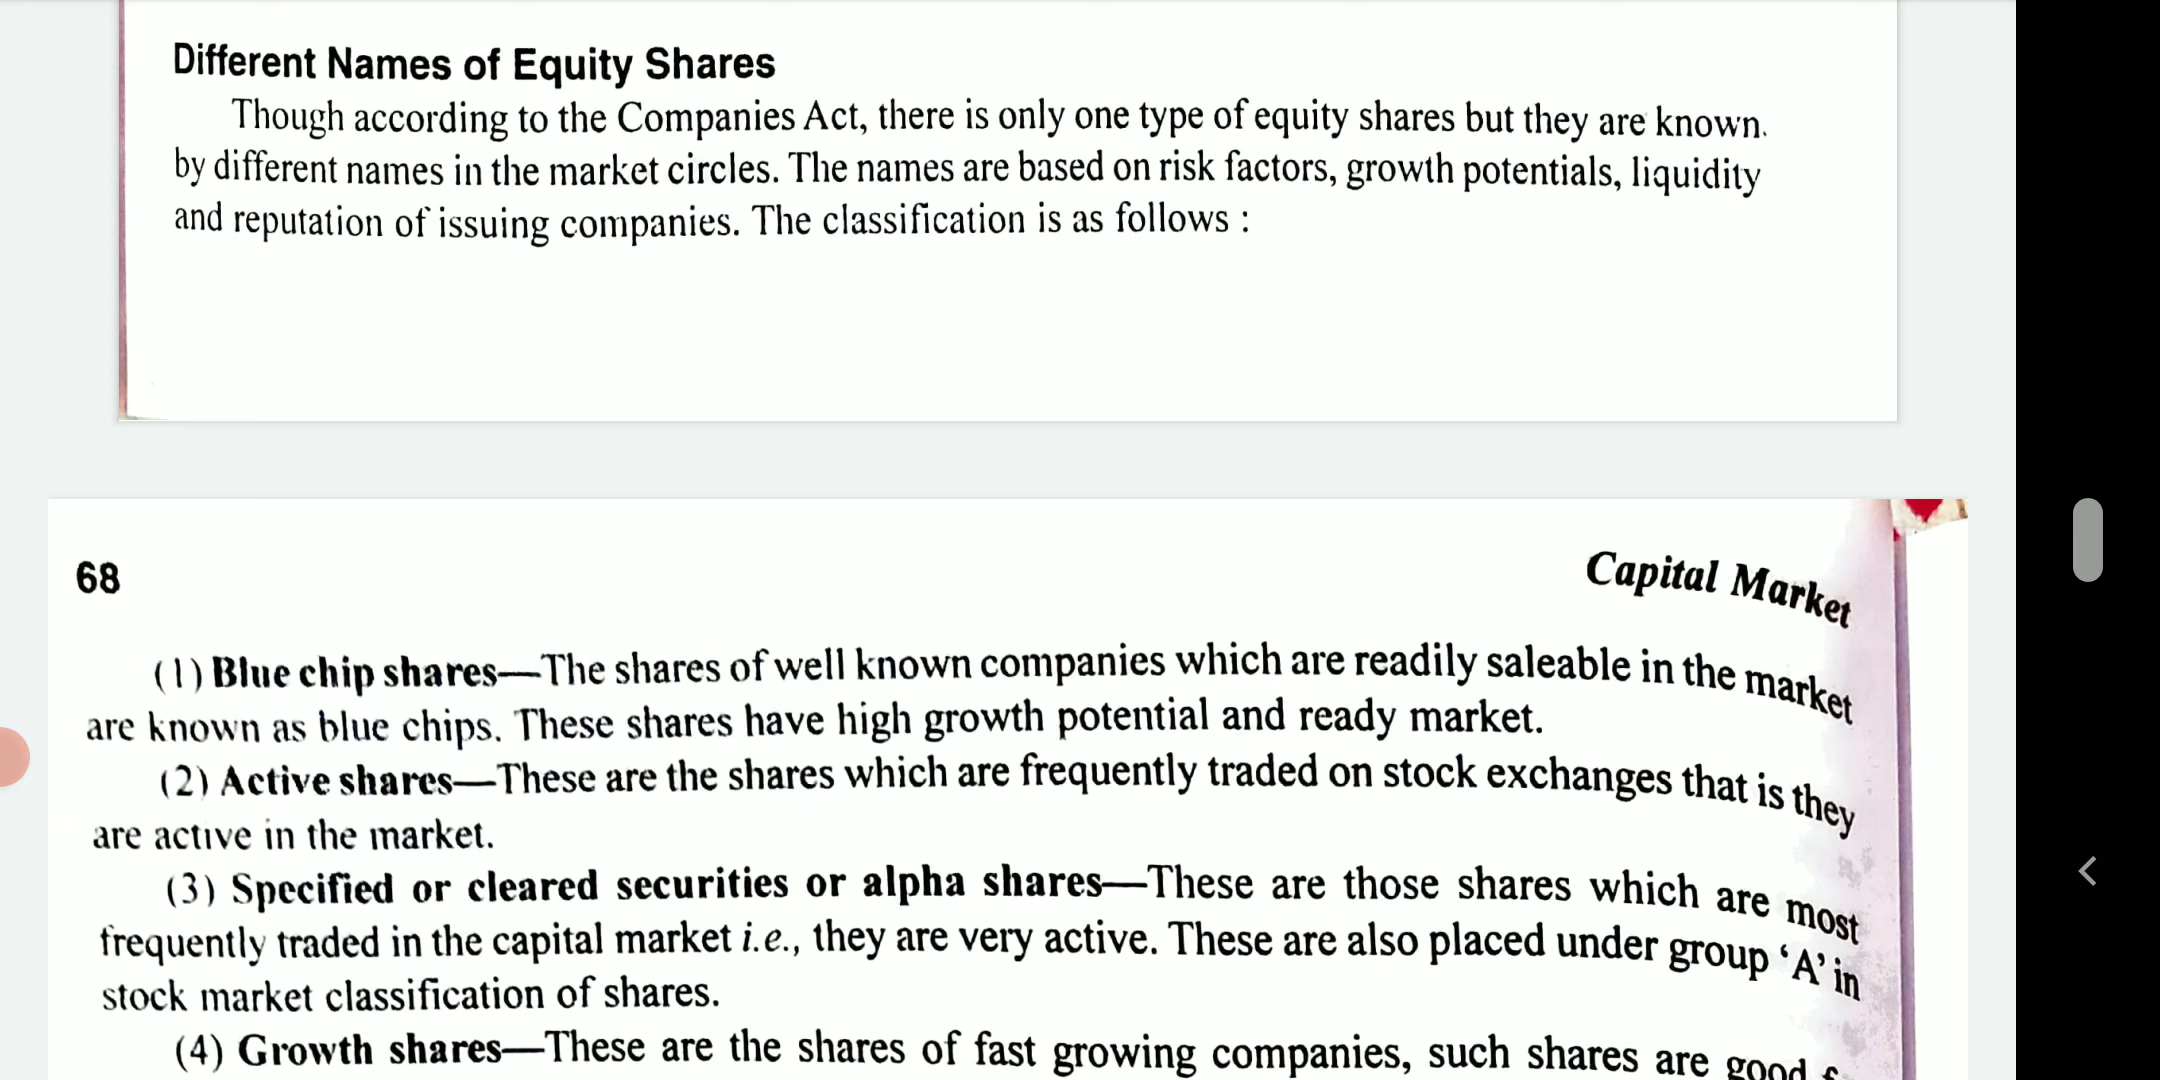 Different Names of Equity Shares
Though according to the Companies Act, there is only one type of equity shares but they are known.
by different names in the market circles. The names are based on risk factors, growth potentials, liquidity
and reputation of issuing companies. The classification is as follows :
68
Capital Market
(1) Blue chip shares—The shares of well known companies which are readily saleable in the market
are known as blue chips. These shares have high growth potential and ready market.
(2) Active shares—These are the shares which are frequently traded on stock exchanges that is they
are active in the market.
(3) Specified or cleared securities or alpha shares—These are those shares which are most
frequently traded in the capital market i.e., they are very active. These are also placed under group ‘A’ in
stock market classification of shares.
(4) Growth shares—These are the shares of fast growing companies, such shares are good